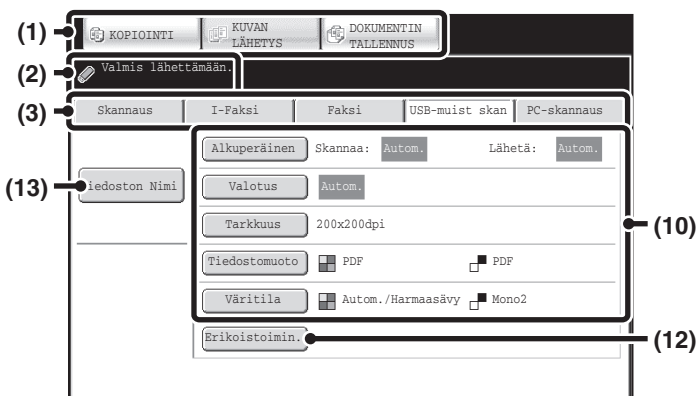 (1) KOPIOINTI KUVAN LÄHETYS DOKUMENTIN TALLENNUS
(2) Valmis lähettämään.
(3) Skannaus I-Faksi Faksi USB-muist skan PC-skannaus
Alkuperäinen Skannaa: Autom. Lähetä: Autom.
(13) iedoston Nimi Valotus Autom.
Tarkkuus 200x200dpi (10)
Tiedostomuoto PDF PDF
Väritila Autom./Harmaasävy Mono2
Erikoistoimin. (12)